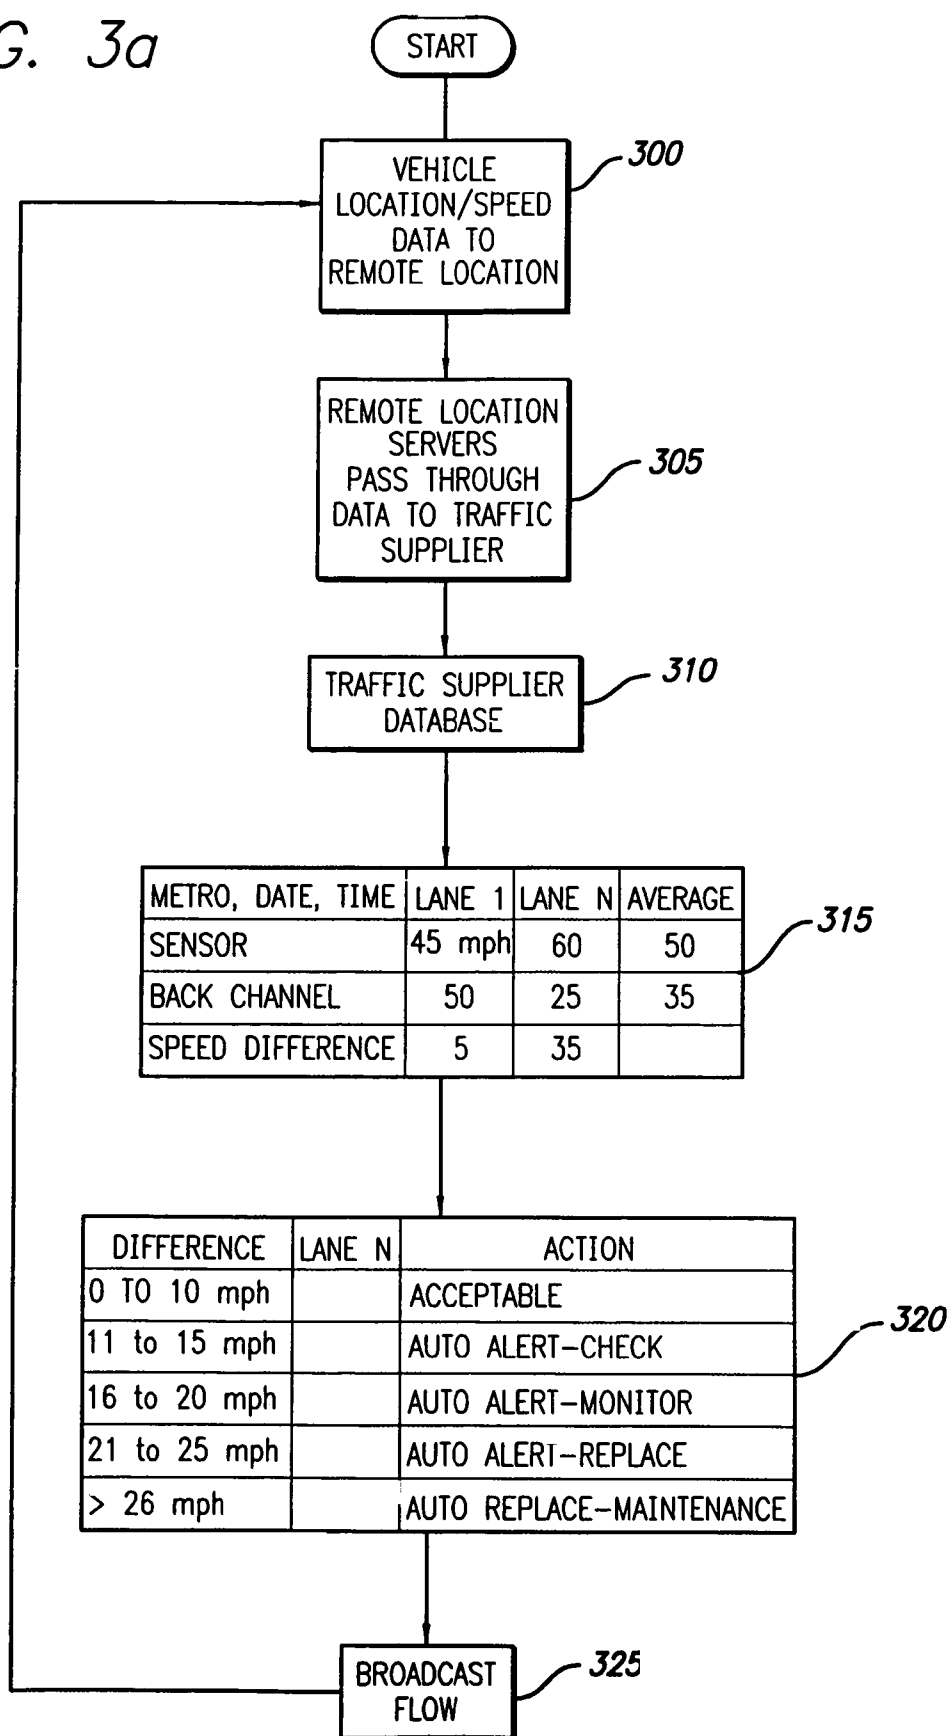 G. 3a
START
VEHICLE
LOCATION/SPEED
DATA TO
REMOTE LOCATION
300
REMOTE LOCATION
SERVERS
PASS THROUGH
DATA TO TRAFFIC
SUPPLIER
305
TRAFFIC SUPPLIER
DATABASE
310
METRO, DATE, TIME LANE 1 LANE N AVERAGE
SENSOR 45 mph 60 50
BACK CHANNEL 50 25 35
SPEED DIFFERENCE 5 35
315
DIFFERENCE LANE N ACTION
0 TO 10 mph ACCEPTABLE
11 to 15 mph AUTO ALERT-CHECK
16 to 20 mph AUTO ALERT-MONITOR
21 to 25 mph AUTO ALERT-REPLACE
> 26 mph AUTO REPLACE-MAINTENANCE
320
BROADCAST
FLOW
325